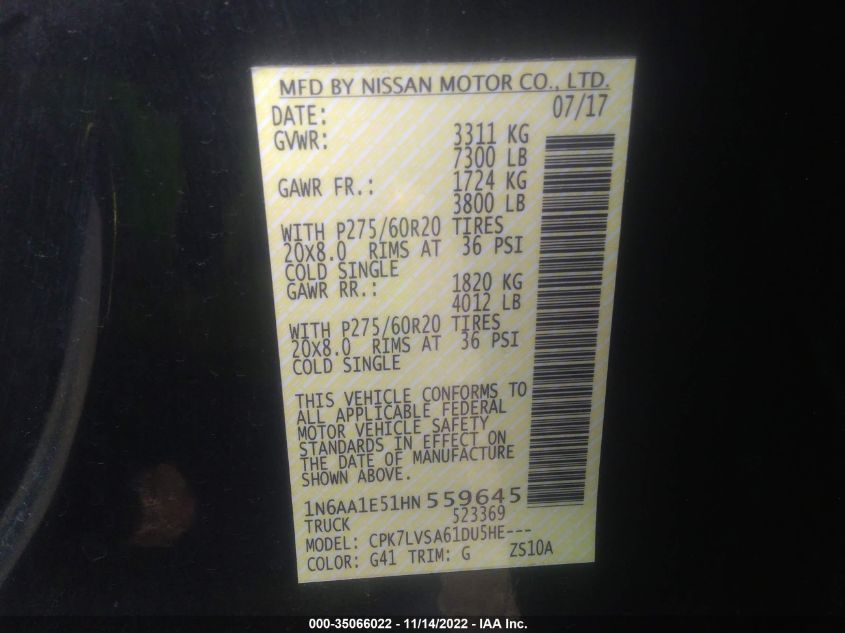 MFD BY NISSAN MOTOR CO., LTD.
DATE: 07/17
GVWR: 3311 KG
7300 LB
GAWR FR.: 1724 KG
3800 LB
WITH P275/60R20 TIRES
20X8.0 RIMS AT 36 PSI
COLD SINGLE
GAWR RR.: 1820 KG
4012 LB
WITH P275/60R20 TIRES
20X8.0 RIMS AT 36 PSI
COLD SINGLE
THIS VEHICLE CONFORMS TO
ALL APPLICABLE FEDERAL
MOTOR VEHICLE SAFETY
STANDARDS IN EFFECT ON
THE DATE OF MANUFACTURE
SHOWN ABOVE.
1N6AA1E51HN559645
TRUCK 523369
MODEL: CPK7LVSA61DU5HE---
COLOR: G41 TRIM: G ZS10A
000-35066022 - 11/14/2022 - IAA Inc.